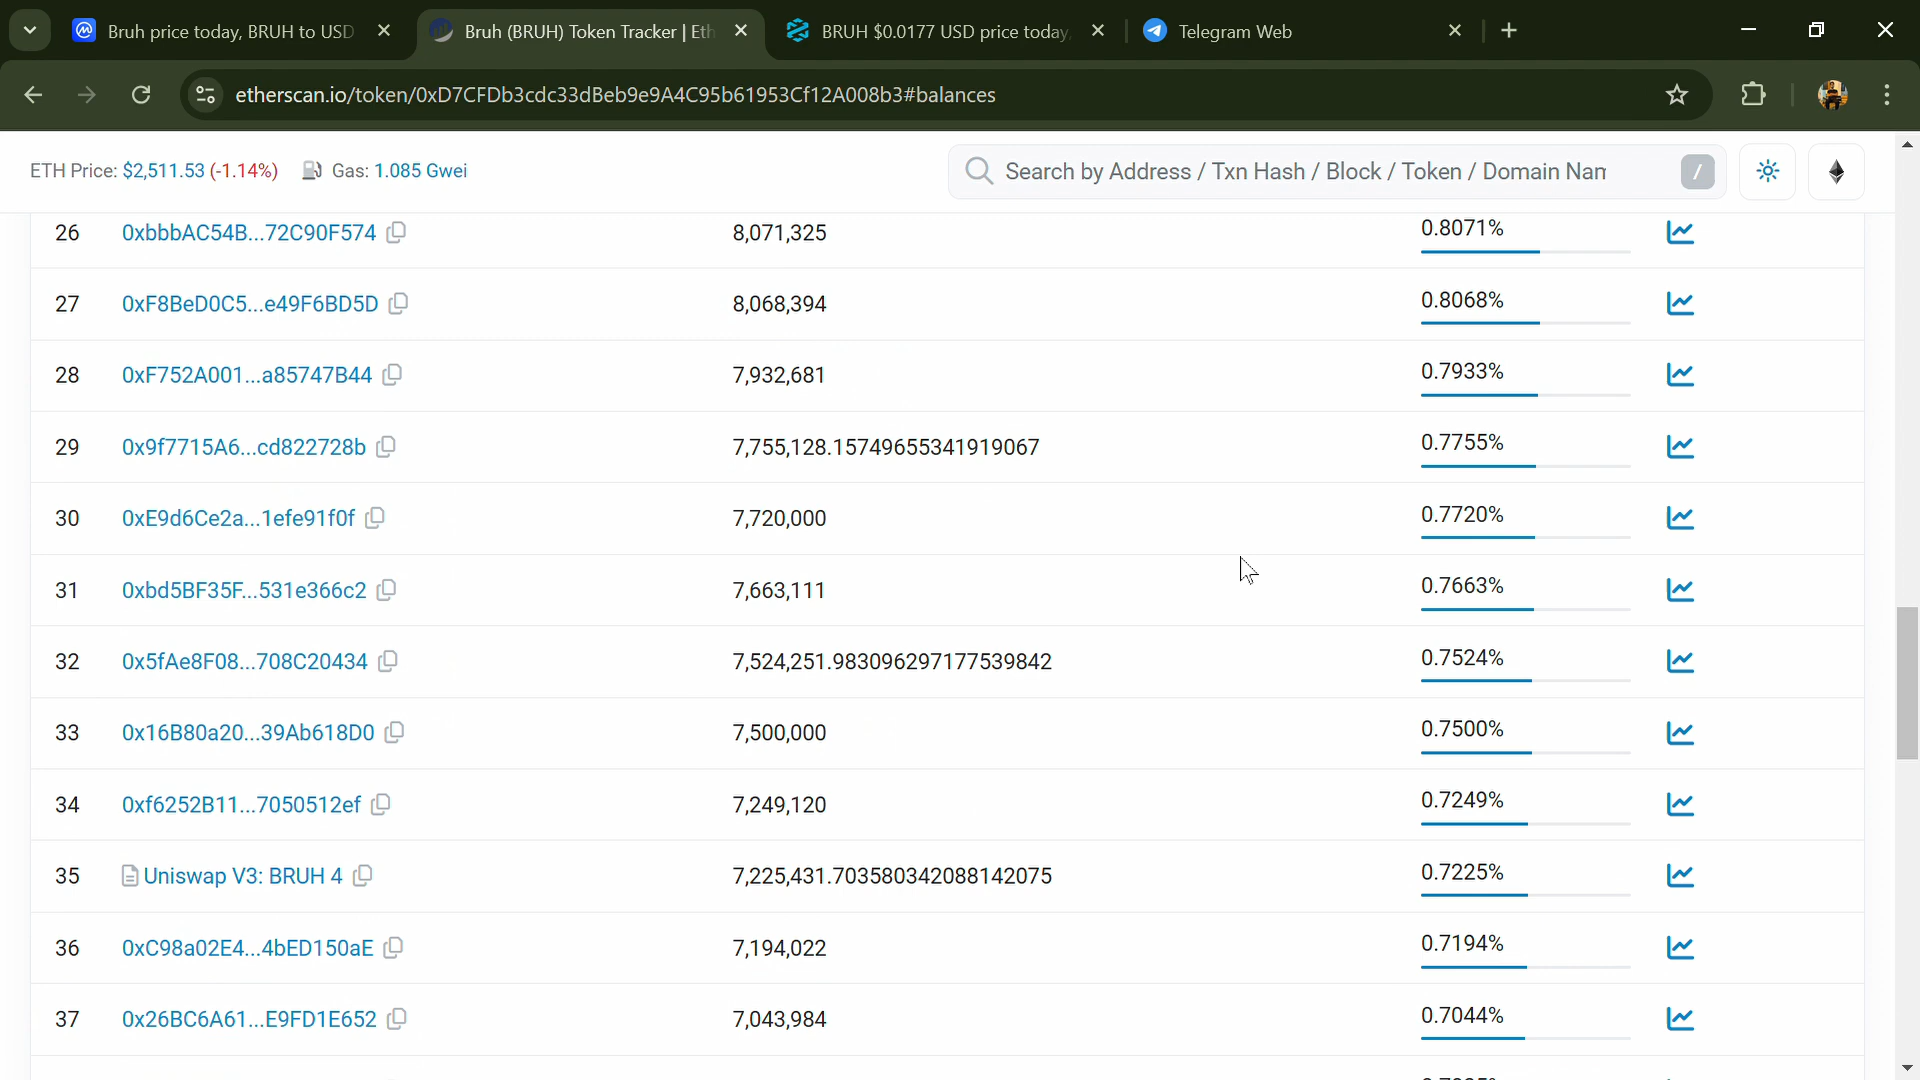 Bruh price today, BRUH to USD
Bruh (BRUH) Token Tracker | Eth
BRUH $0.0177 USD price today,
Telegram Web
etherscan.io/token/0xD7CFDb3cdc33dBeb9e9A4C95b61953Cf12A008b3#balances
ETH Price: $2,511.53 (-1.14%) Gas: 1.085 Gwei
Search by Address / Txn Hash / Block / Token / Domain Nam
/
26 0xbbbAC54B...72C90F574 8,071,325 0.8071%
27 0xF8BeD0C5...e49F6BD5D 8,068,394 0.8068%
28 0xF752A001...a85747B44 7,932,681 0.7933%
29 0x9f7715A6...cd822728b 7,755,128.15749655341919067 0.7755%
30 0xE9d6Ce2a...1efe91f0f 7,720,000 0.7720%
31 0xbd5BF35F...531e366c2 7,663,111 0.7663%
32 0x5fAe8F08...708C20434 7,524,251.983096297177539842 0.7524%
33 0x16B80a20...39Ab618D0 7,500,000 0.7500%
34 0xf6252B11...7050512ef 7,249,120 0.7249%
35 Uniswap V3: BRUH 4 7,225,431.703580342088142075 0.7225%
36 0xC98a02E4...4bED150aE 7,194,022 0.7194%
37 0x26BC6A61...E9FD1E652 7,043,984 0.7044%